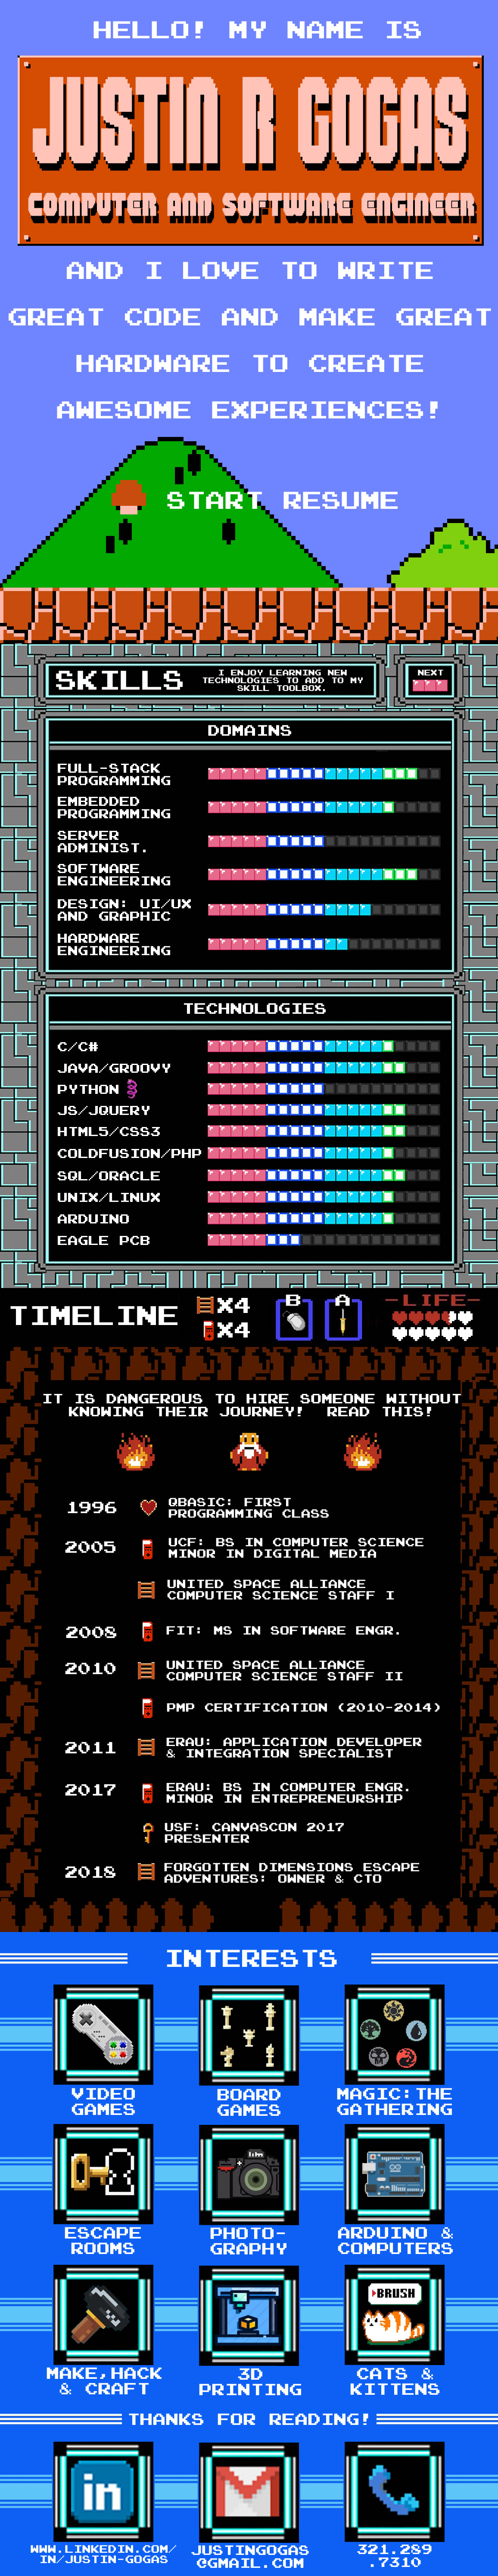 HELLO! MY NAME IS
JUSTIN R GOGAS
COMPUTER AND SOFTWARE ENGINEER
AND I LOVE TO WRITE
GREAT CODE AND MAKE GREAT
HARDWARE TO CREATE
AWESOME EXPERIENCES!
START RESUME
SKILLS
I ENJOY LEARNING NEW
TECHNOLOGIES TO ADD TO MY
SKILL TOOLBOX.
NEXT
DOMAINS
FULL-STACK
PROGRAMMING
EMBEDDED
PROGRAMMING
SERVER
ADMINIST.
SOFTWARE
ENGINEERING
DESIGN: UI/UX
AND GRAPHIC
HARDWARE
ENGINEERING
TECHNOLOGIES
C/C#
JAVA/GROOVY
PYTHON
JS/JQUERY
HTML5/CSS3
COLDFUSION/PHP
SQL/ORACLE
UNIX/LINUX
ARDUINO
EAGLE PCB
TIMELINE
X4
X4
B
A
-LIFE-
IT IS DANGEROUS TO HIRE SOMEONE WITHOUT
KNOWING THEIR JOURNEY! READ THIS!
1996
QBASIC: FIRST
PROGRAMMING CLASS
2005
UCF: BS IN COMPUTER SCIENCE
MINOR IN DIGITAL MEDIA
UNITED SPACE ALLIANCE
COMPUTER SCIENCE STAFF I
2008
FIT: MS IN SOFTWARE ENGR.
2010
UNITED SPACE ALLIANCE
COMPUTER SCIENCE STAFF II
PMP CERTIFICATION (2010-2014)
2011
ERAU: APPLICATION DEVELOPER
& INTEGRATION SPECIALIST
2017
ERAU: BS IN COMPUTER ENGR.
MINOR IN ENTREPRENEURSHIP
USF: CANVASCON 2017
PRESENTER
2018
FORGOTTEN DIMENSIONS ESCAPE
ADVENTURES: OWNER & CTO
INTERESTS
VIDEO
GAMES
BOARD
GAMES
MAGIC:THE
GATHERING
ESCAPE
ROOMS
PHOTO-
GRAPHY
ARDUINO &
COMPUTERS
BRUSH
MAKE,HACK
& CRAFT
3D
PRINTING
CATS &
KITTENS
THANKS FOR READING!
in
WWW.LINKEDIN.COM/
IN/JUSTIN-GOGAS
JUSTINGOGAS
@GMAIL.COM
321.289
.7310